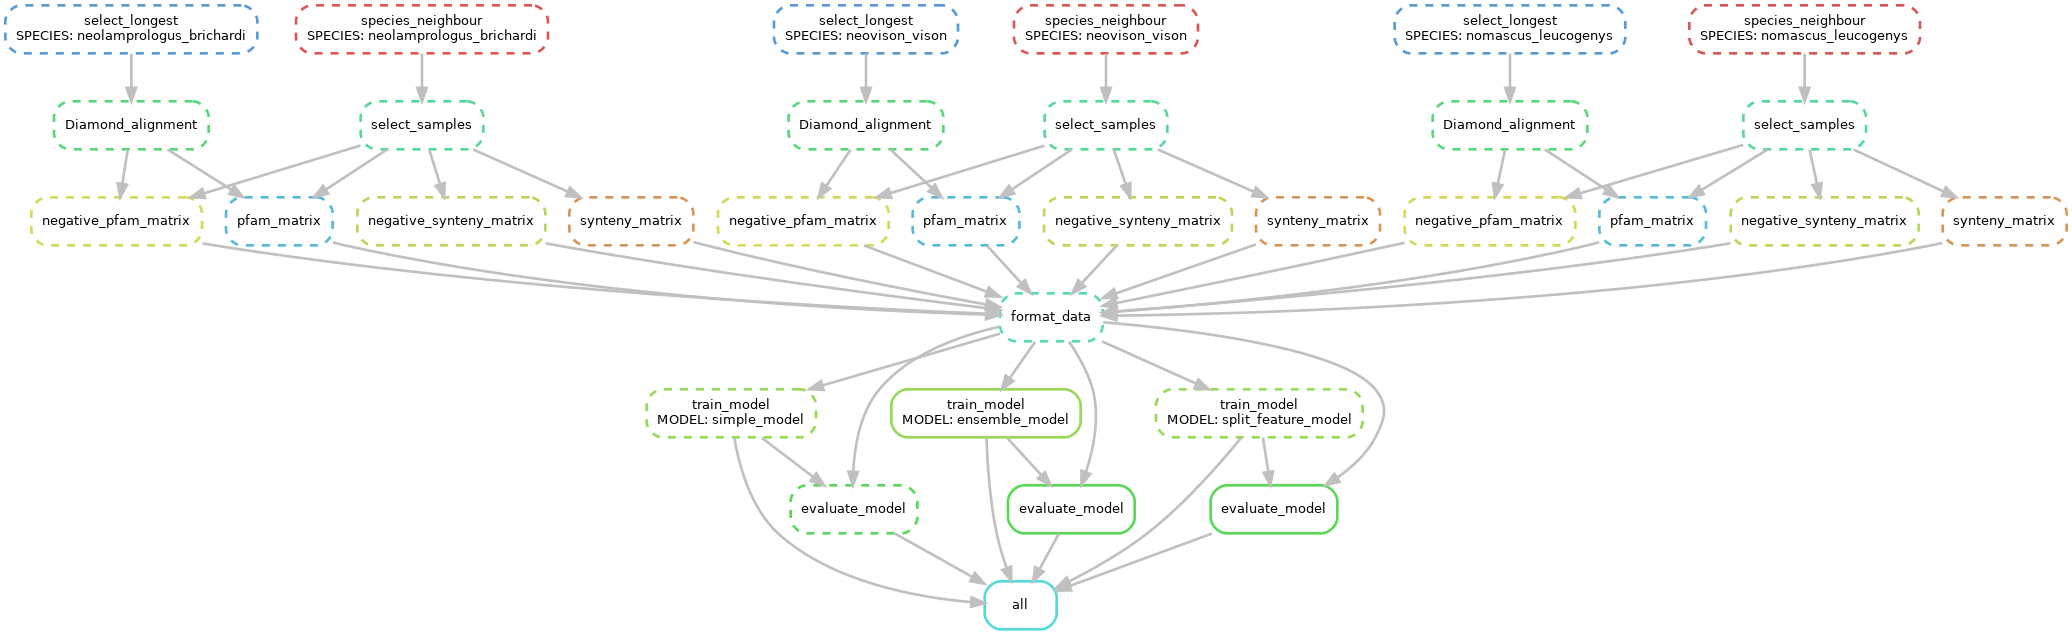 select_longest
SPECIES: neolamprologus_brichardi
species_neighbour
SPECIES: neolamprologus_brichardi
select_longest
SPECIES: neovison_vison
species_neighbour
SPECIES: neovison_vison
select_longest
SPECIES: nomascus_leucogenys
species_neighbour
SPECIES: nomascus_leucogenys
Diamond_alignment
select_samples
Diamond_alignment
select_samples
Diamond_alignment
select_samples
negative_pfam_matrix
pfam_matrix
negative_synteny_matrix
synteny_matrix
negative_pfam_matrix
pfam_matrix
negative_synteny_matrix
synteny_matrix
negative_pfam_matrix
pfam_matrix
negative_synteny_matrix
synteny_matrix
format_data
train_model
MODEL: simple_model
train_model
MODEL: ensemble_model
train_model
MODEL: split_feature_model
evaluate_model
evaluate_model
evaluate_model
all